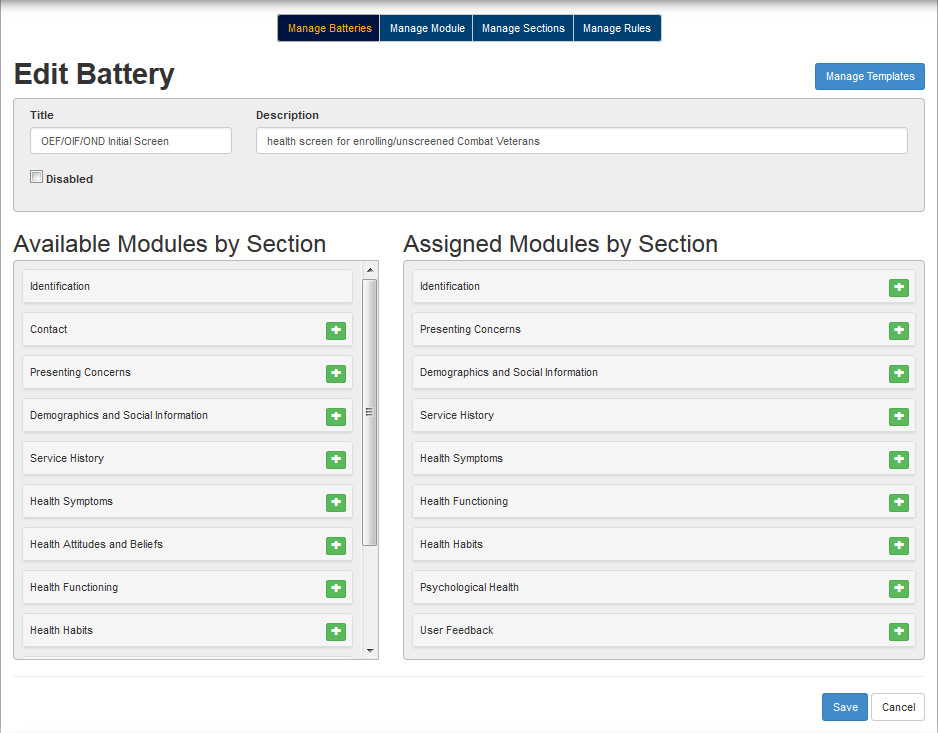 Manage Batteries Manage Module Manage Sections Manage Rules
Edit Battery
Manage Templates
Title Description
OEF/OIF/OND Initial Screen health screen for enrolling/unscreened Combat Veterans
Disabled
Available Modules by Section
Identification
Contact
Presenting Concerns
Demographics and Social Information
Service History
Health Symptoms
Health Attitudes and Beliefs
Health Functioning
Health Habits
Assigned Modules by Section
Identification
Presenting Concerns
Demographics and Social Information
Service History
Health Symptoms
Health Functioning
Health Habits
Psychological Health
User Feedback
Save Cancel